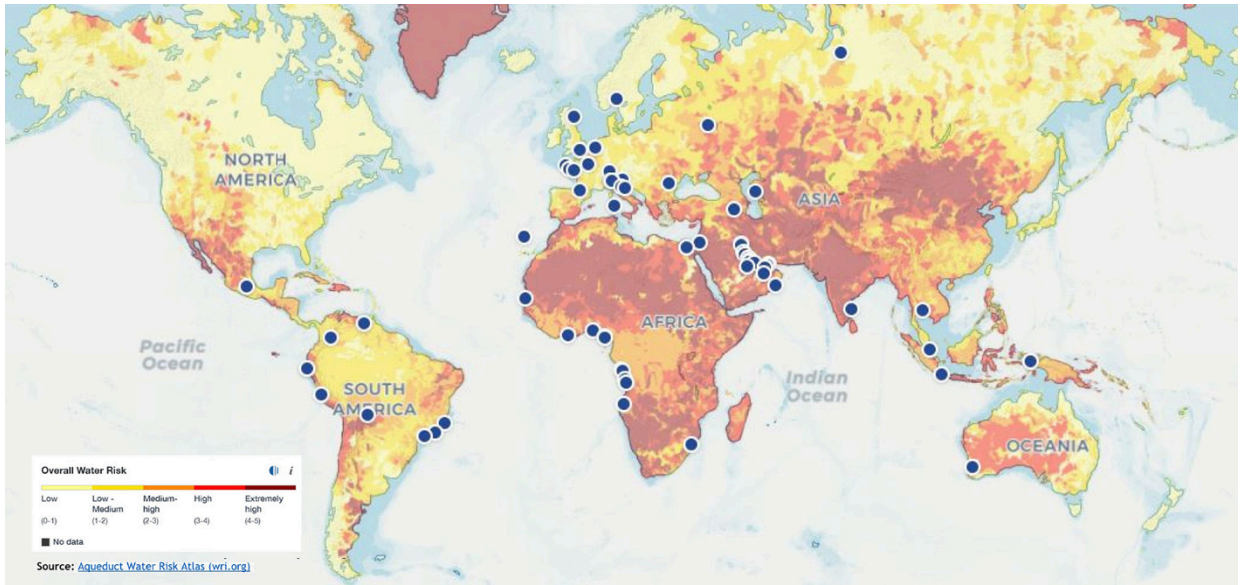 NORTH
AMERICA
ASIA
AFRICA
Pacific
Ocean
SOUTH
AMERICA
Indian
Ocean
OCEANIA
Overall Water Risk
i
Low
Low -
Medium
Medium-
high
High
Extremely
high
(0-1)
(1-2)
(2-3)
(3-4)
(4-5)
No data
Source: Aqueduct Water Risk Atlas (wri.org)